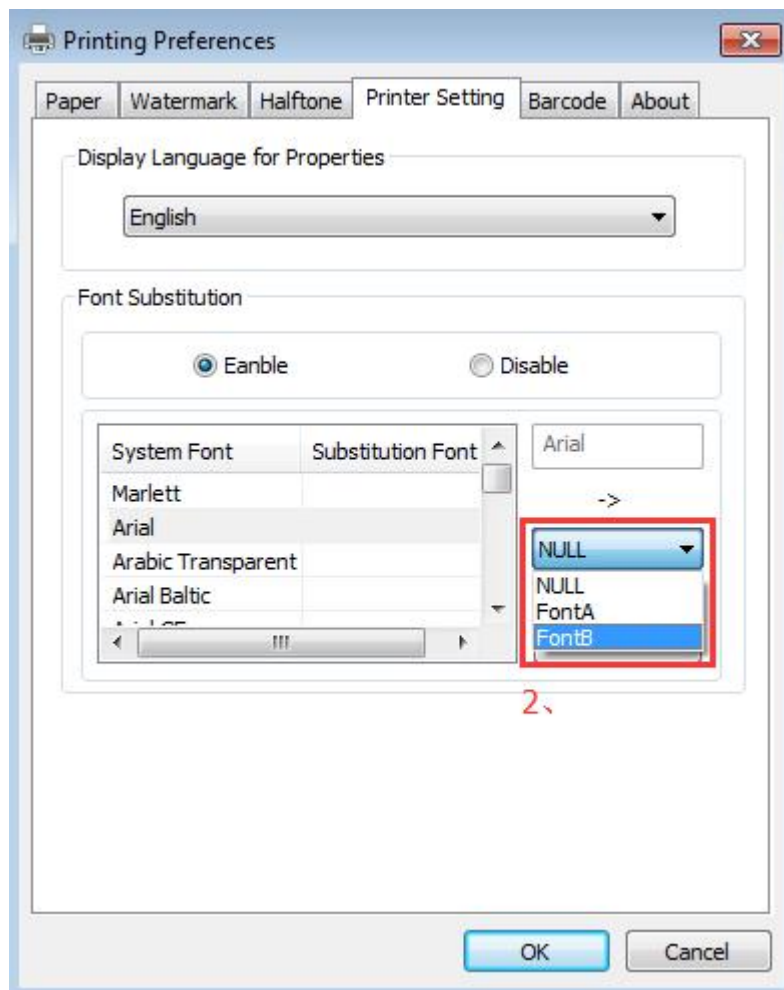 Printing Preferences
Paper Watermark Halftone Printer Setting Barcode About
Display Language for Properties
English
Font Substitution
Eanble Disable
System Font Substitution Font Arial
Marlett ->
Arial
Arabic Transparent NULL
Arial Baltic NULL
FontA
FontB
2、
OK Cancel